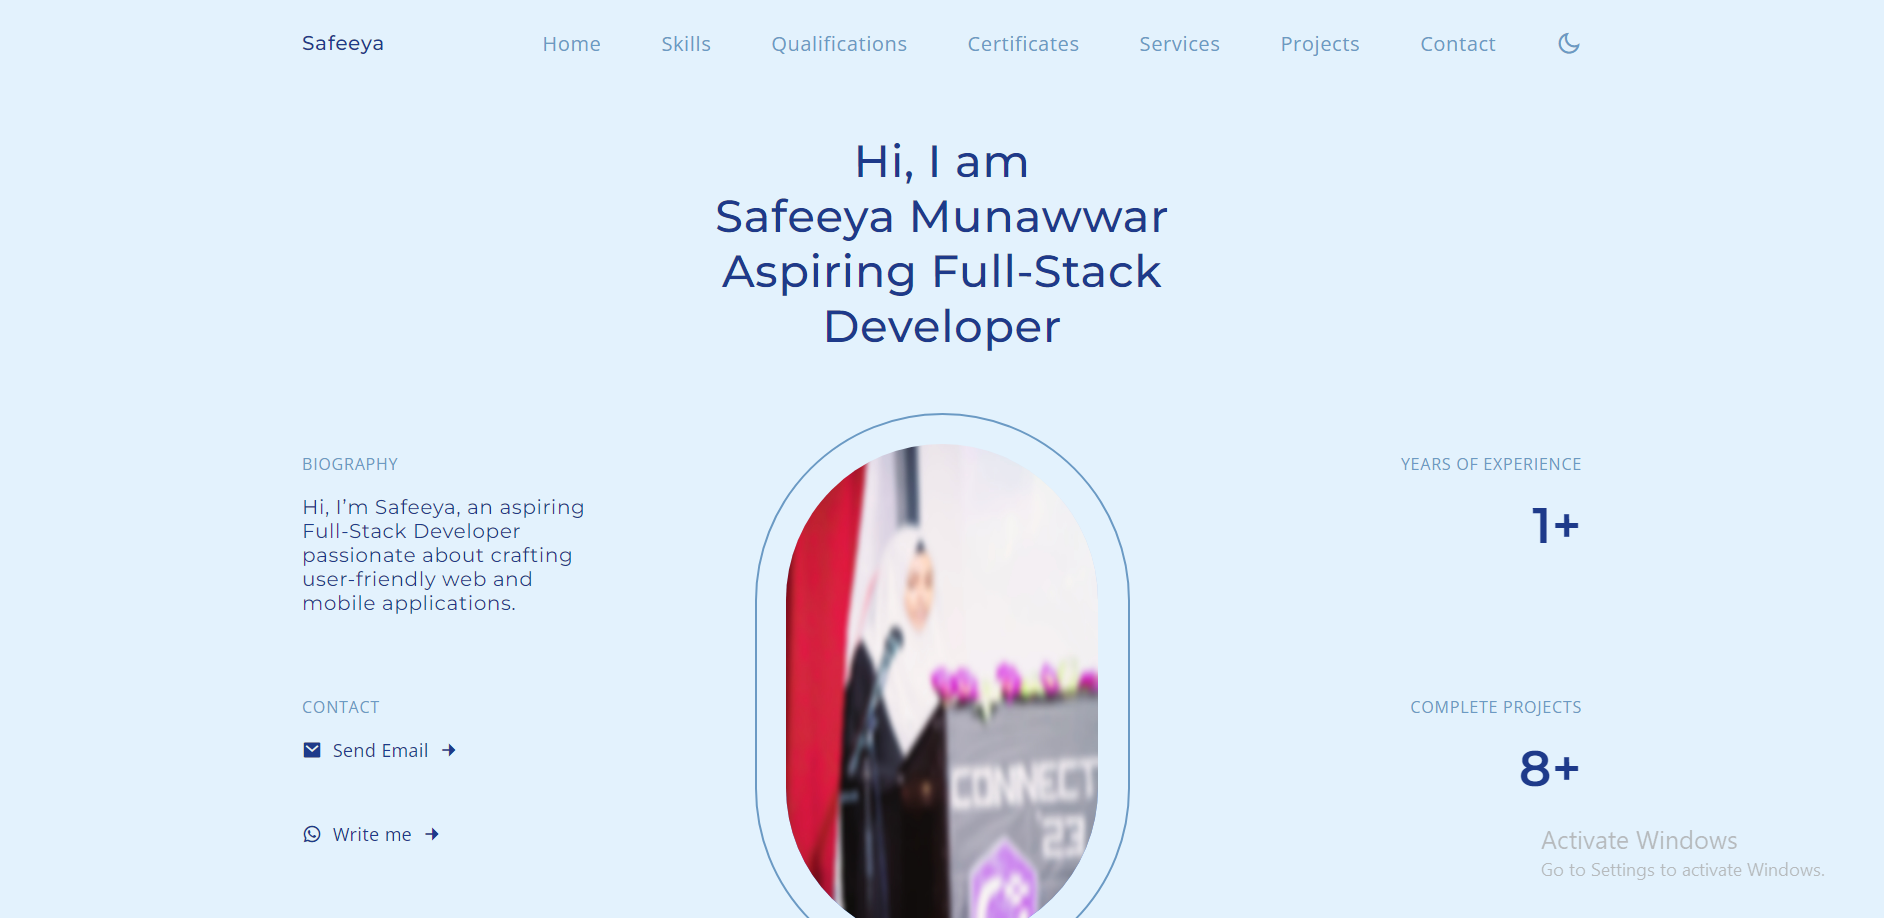 Safeeya
Home
Skills
Qualifications
Certificates
Services
Projects
Contact
Hi, I am
Safeeya Munawwar
Aspiring Full-Stack
Developer
BIOGRAPHY
Hi, I’m Safeeya, an aspiring
Full-Stack Developer
passionate about crafting
user-friendly web and
mobile applications.
CONTACT
Send Email
Write me
CONNECT
'23
YEARS OF EXPERIENCE
1+
COMPLETE PROJECTS
8+
Activate Windows
Go to Settings to activate Windows.